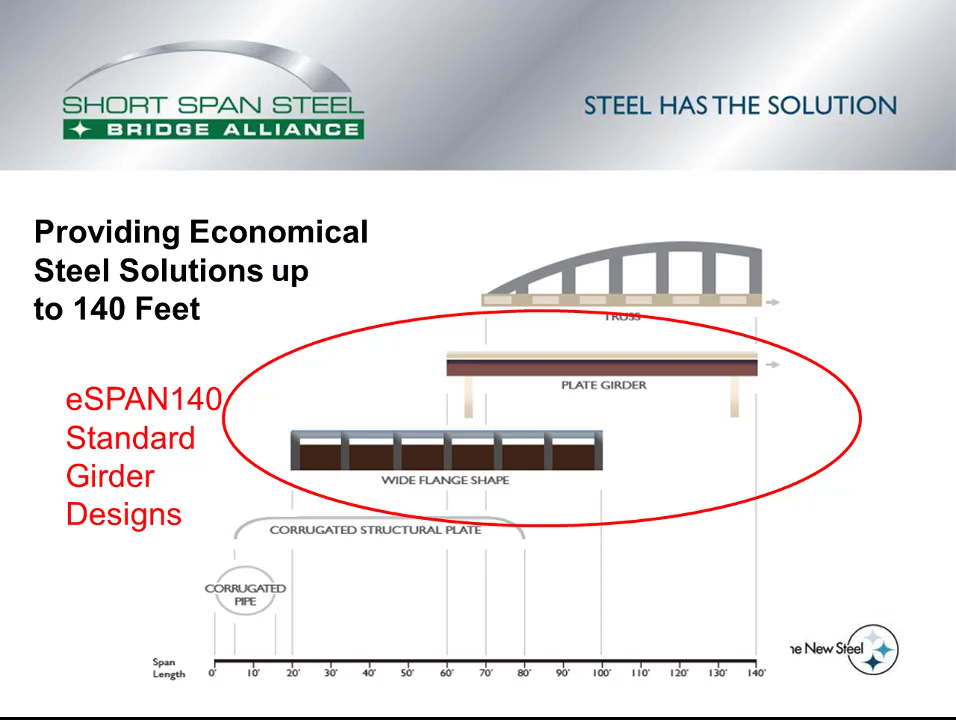 SHORT SPAN STEEL
BRIDGE ALLIANCE
STEEL HAS THE SOLUTION
Providing Economical
Steel Solutions up
to 140 Feet
TRUSS
PLATE GIRDER
eSPAN140
Standard
Girder
Designs
WIDE FLANGE SHAPE
CORRUGATED STRUCTURAL PLATE
CORRUGATED
PIPE
Span
Length
0' 10' 20' 30' 40' 50' 60' 70' 80' 90' 100' 110' 120' 130' 140'
he New Steel